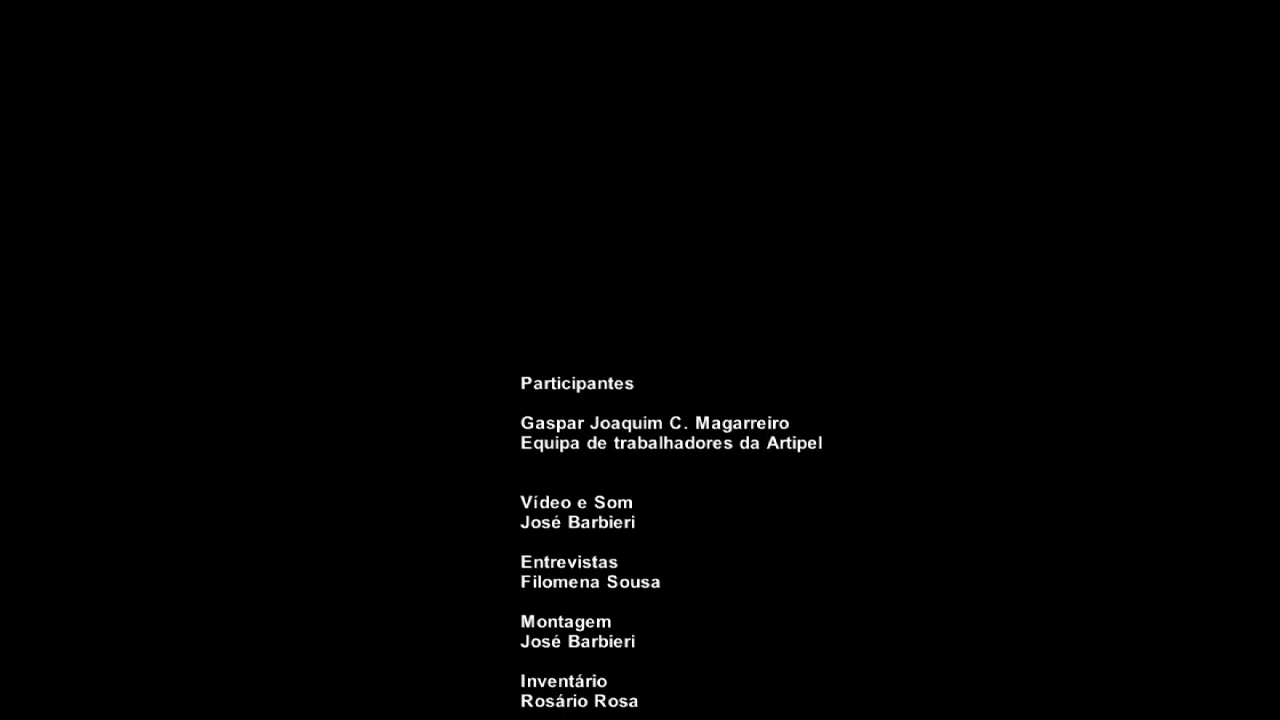 Participantes
Gaspar Joaquim C. Magarreiro
Equipa de trabalhadores da Artipel
Vídeo e Som
José Barbieri
Entrevistas
Filomena Sousa
Montagem
José Barbieri
Inventário
Rosário Rosa